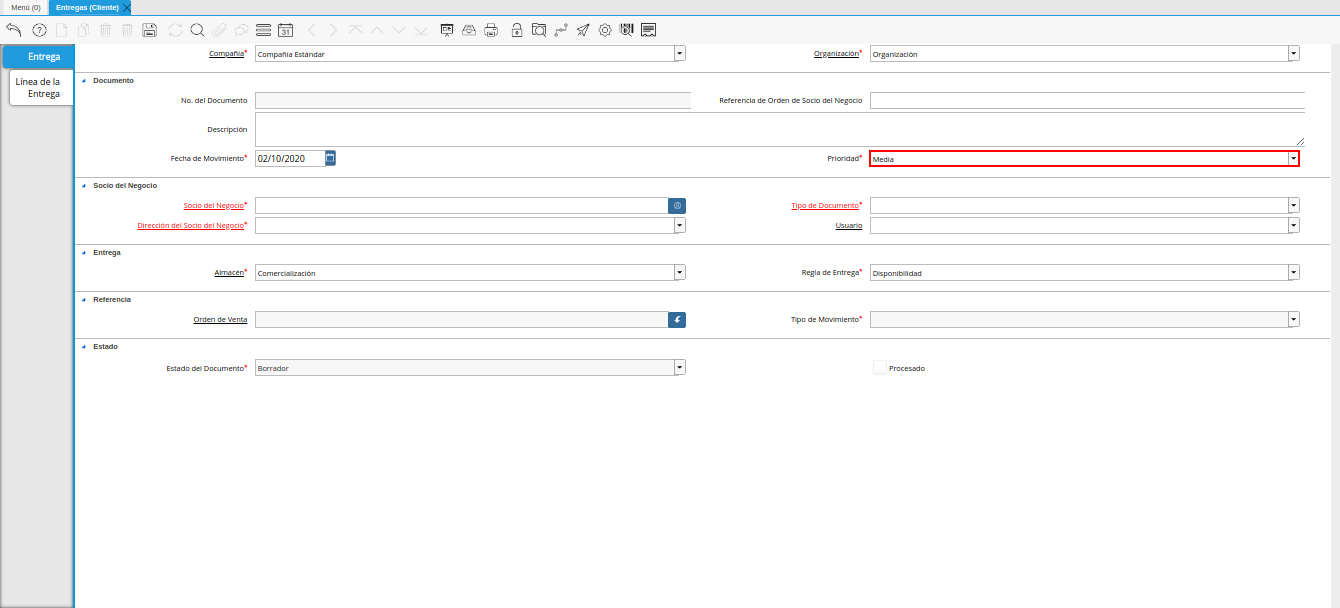 Menú (0) Entregas (Cliente)
31
Entrega
Línea de la
Entrega
Compañía* Compañía Estándar Organización* Organización
Documento
No. del Documento Referencia de Orden de Socio del Negocio
Descripción
Fecha de Movimiento* 02/10/2020 Prioridad* Media
Socio del Negocio
Socio del Negocio* Tipo de Documento*
Dirección del Socio del Negocio* Usuario
Entrega
Almacén* Comercialización Regla de Entrega* Disponibilidad
Referencia
Orden de Venta Tipo de Movimiento*
Estado
Estado del Documento* Borrador Procesado